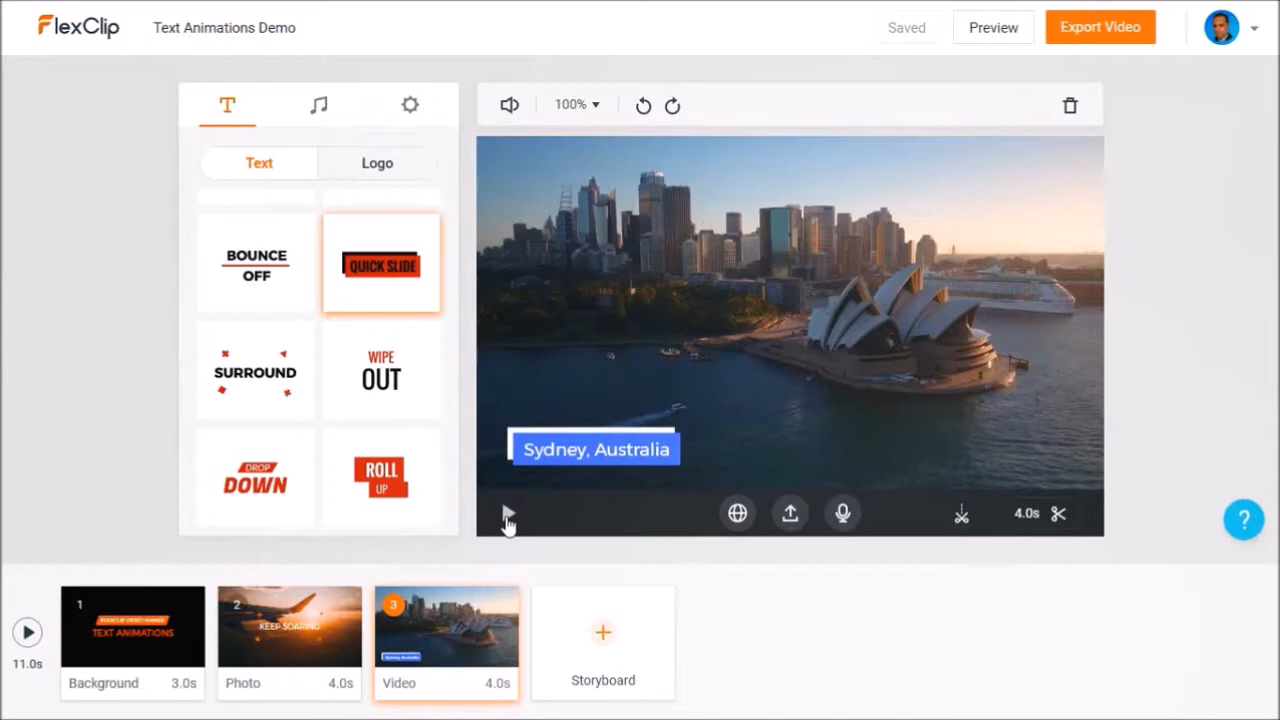 FlexClip
Text Animations Demo
Saved
Preview
Export Video
100%
Text
Logo
BOUNCE
OFF
QUICK SLIDE
SURROUND
WIPE
OUT
DROP
DOWN
ROLL
UP
Sydney, Australia
4.0s
?
11.0s
1
TEXT ANIMATIONS
Background
3.0s
2
KEEP SOARING
Photo
4.0s
3
Sydney, Australia
Video
4.0s
Storyboard